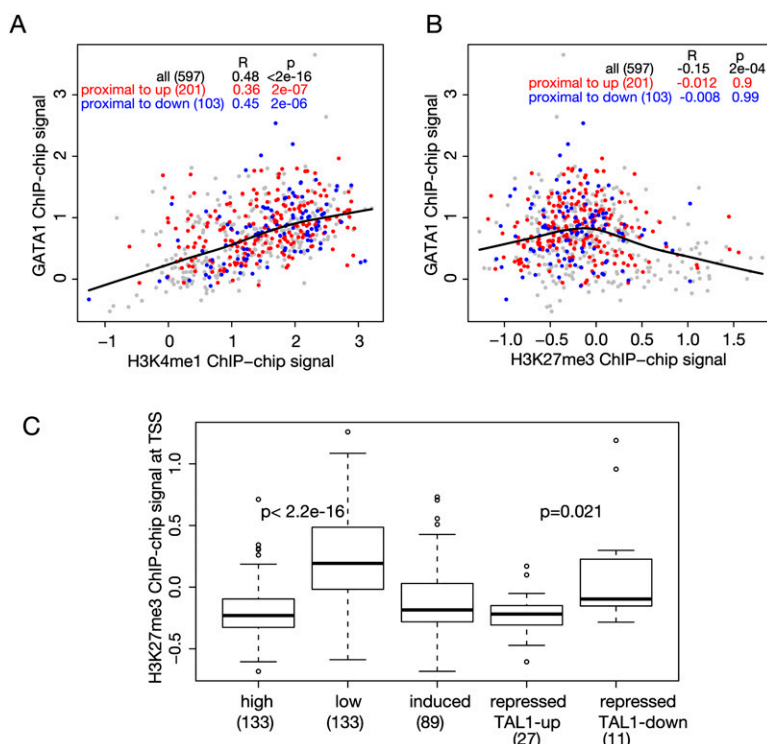 A
R p
all (597) 0.48 <2e-16
proximal to up (201) 0.36 2e-07
proximal to down (103) 0.45 2e-06
GATA1 ChIP−chip signal
3
2
1
0
−1 0 1 2 3
H3K4me1 ChIP−chip signal
B
R p
all (597) -0.15 2e-04
proximal to up (201) -0.012 0.9
proximal to down (103) -0.008 0.99
GATA1 ChIP−chip signal
3
2
1
0
−1.0 −0.5 0.0 0.5 1.0 1.5
H3K27me3 ChIP−chip signal
C
H3K27me3 ChIP-chip signal at TSS
1.0
0.5
0.0
−0.5
p< 2.2e-16 p=0.021
high low induced repressed repressed
(133) (133) (89) TAL1-up TAL1-down
(27) (11)